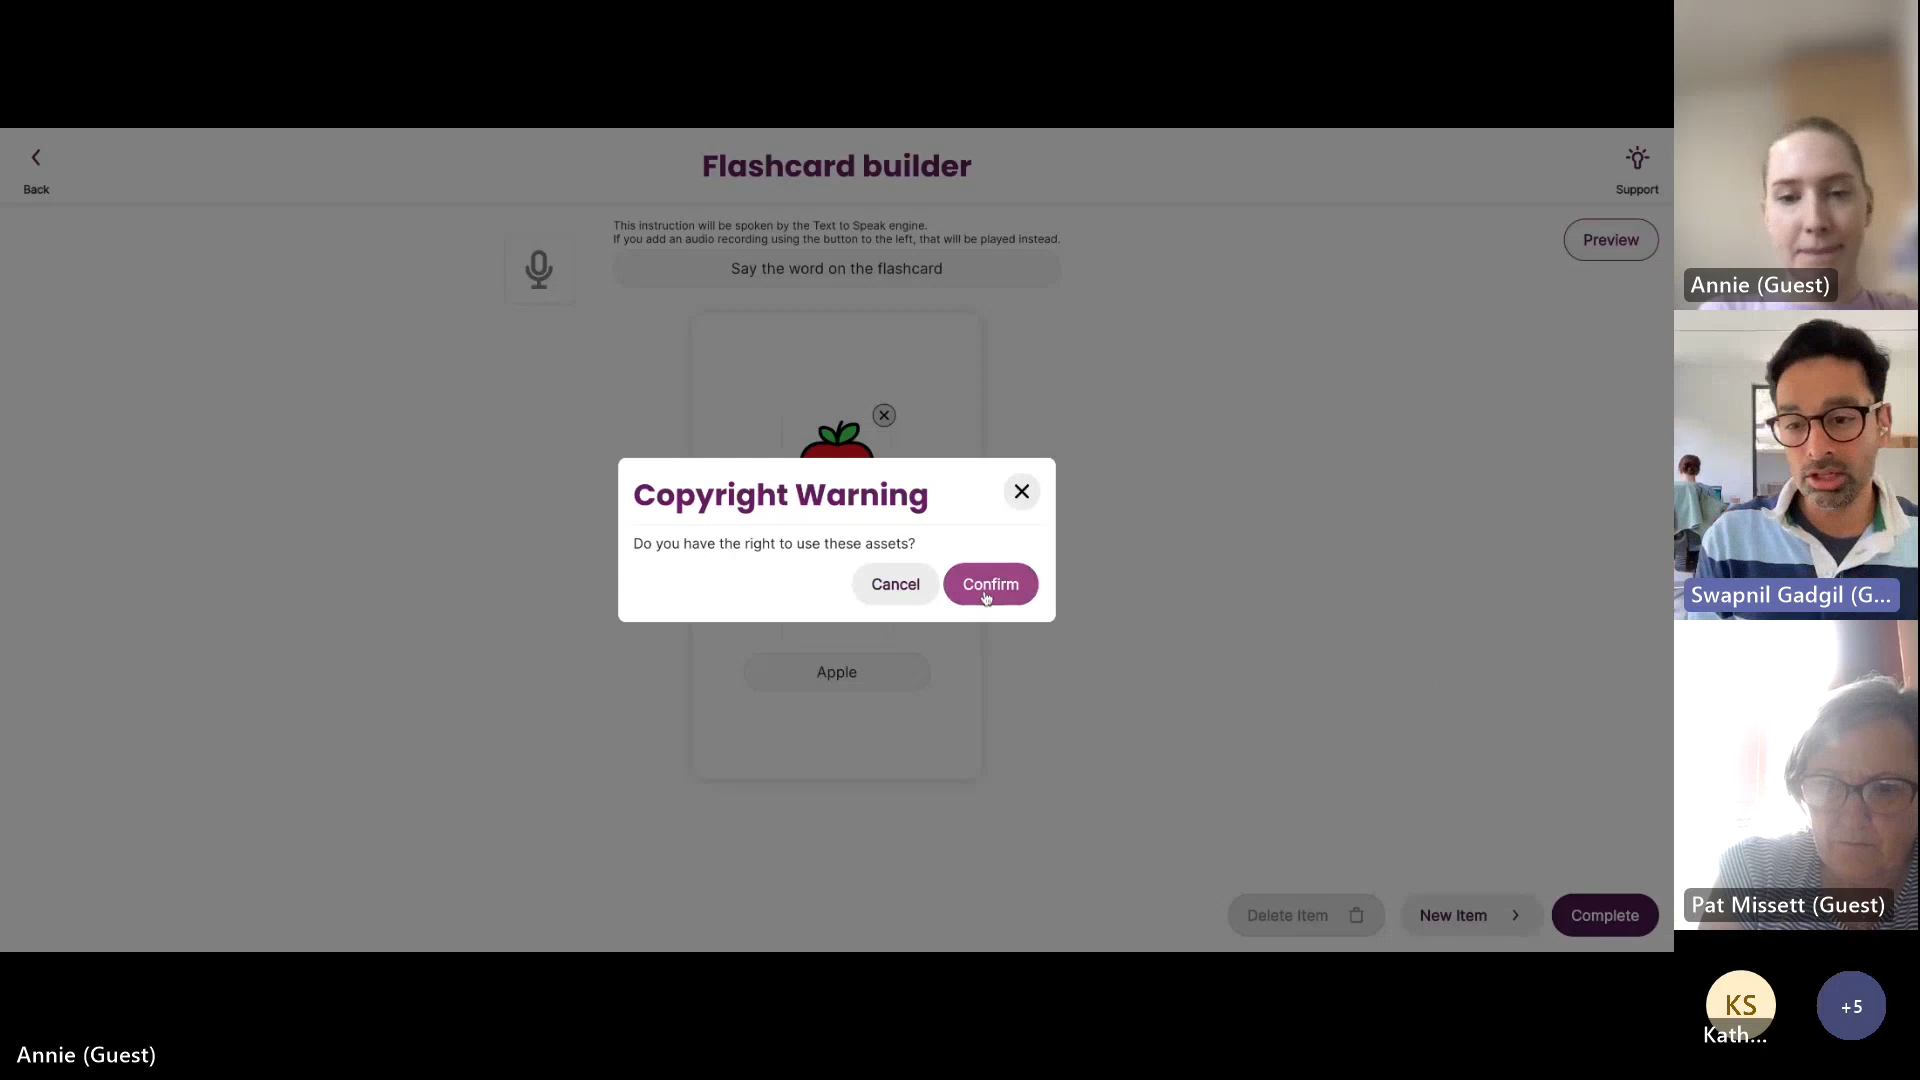 Back
Flashcard builder
Support
This instruction will be spoken by the Text to Speak engine.
If you add an audio recording using the button to the left, that will be played instead.
Say the word on the flashcard
Preview
Copyright Warning
Do you have the right to use these assets?
Cancel
Confirm
Apple
Delete Item
New Item
Complete
Annie (Guest)
Annie (Guest)
Swapnil Gadgil (G...
Pat Missett (Guest)
KS
Kath...
+5